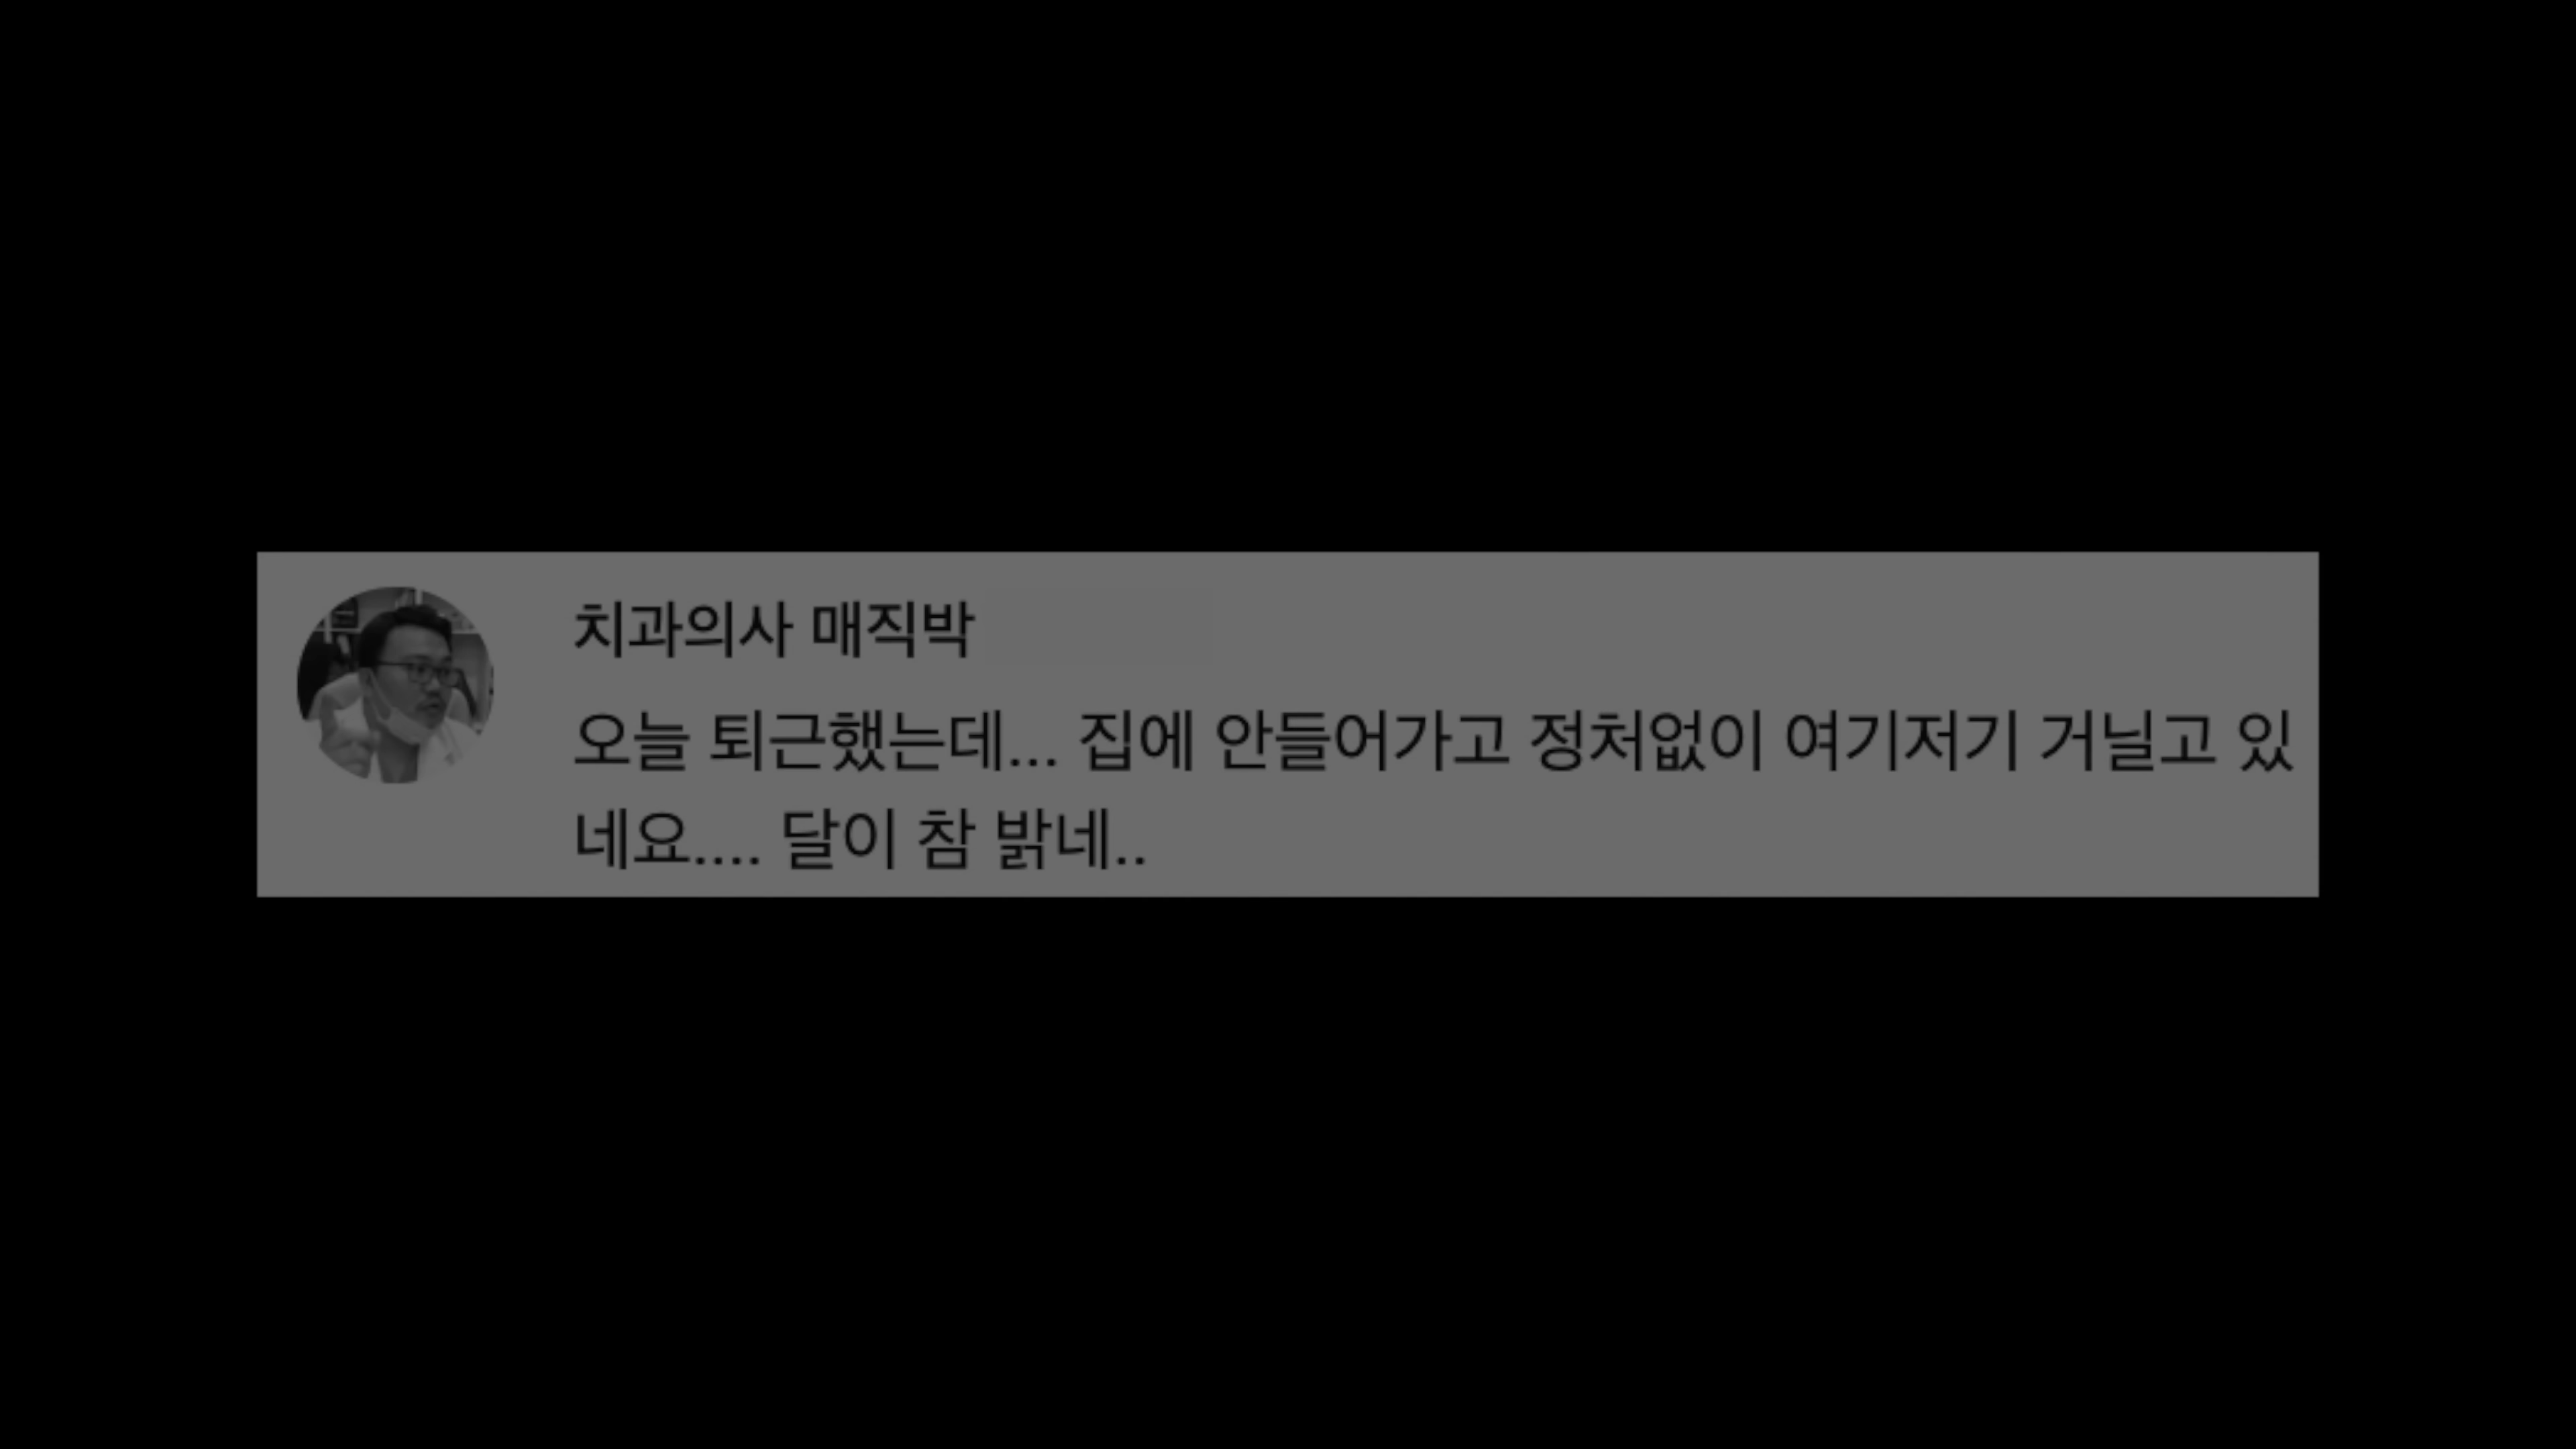 치과의사 매직박
오늘 퇴근했는데... 집에 안들어가고 정처없이 여기저기 거닐고 있
네요.... 달이 참 밝네..